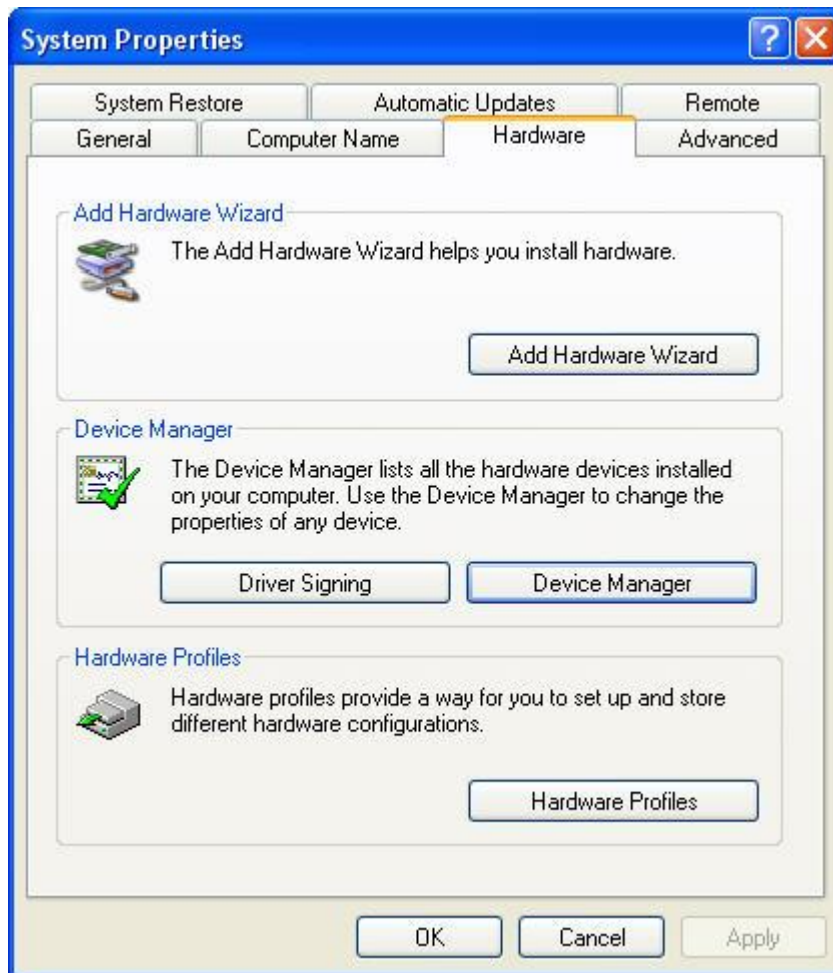 System Properties
System Restore Automatic Updates Remote
General Computer Name Hardware Advanced
Add Hardware Wizard
The Add Hardware Wizard helps you install hardware.
Add Hardware Wizard
Device Manager
The Device Manager lists all the hardware devices installed
on your computer. Use the Device Manager to change the
properties of any device.
Driver Signing Device Manager
Hardware Profiles
Hardware profiles provide a way for you to set up and store
different hardware configurations.
Hardware Profiles
OK Cancel Apply